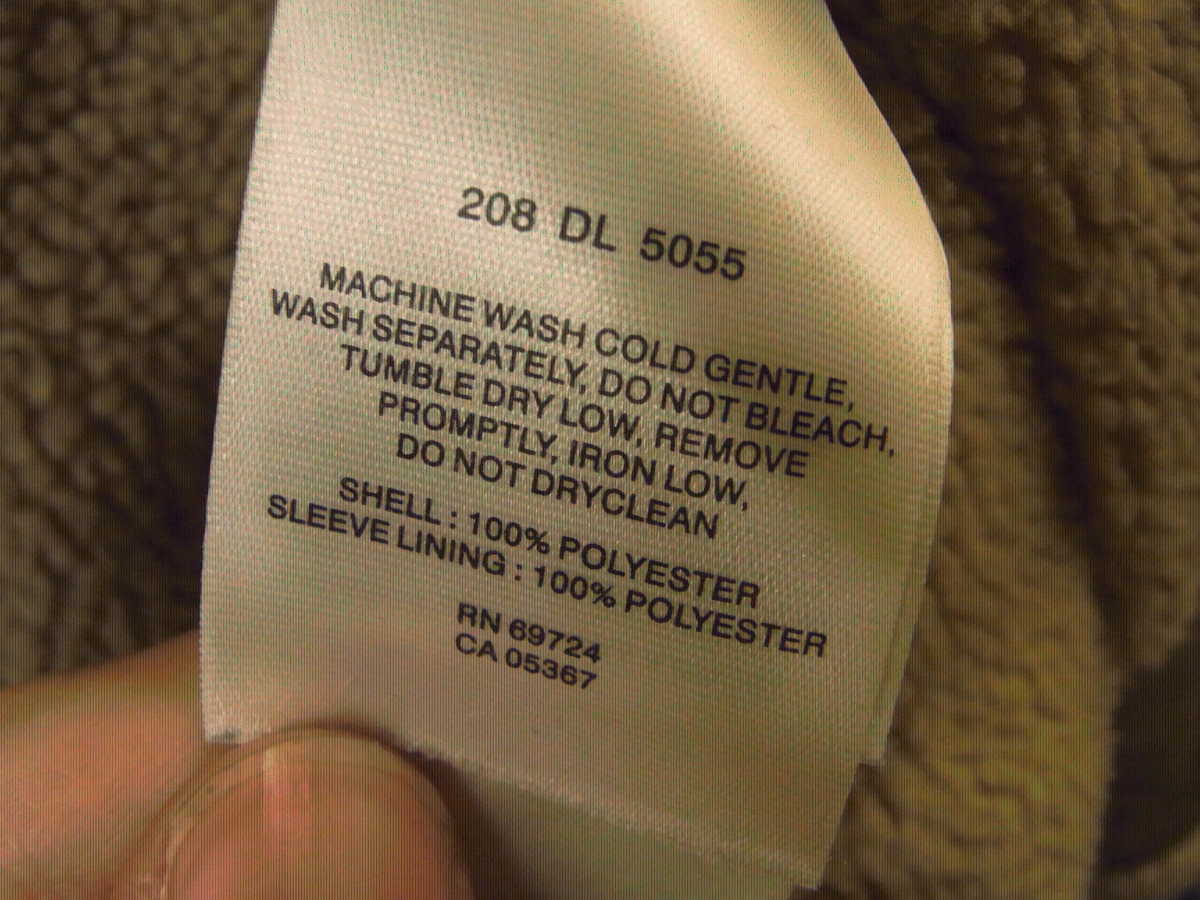 208 DL 5055
MACHINE WASH COLD GENTLE,
WASH SEPARATELY, DO NOT BLEACH,
TUMBLE DRY LOW, REMOVE
PROMPTLY, IRON LOW,
DO NOT DRYCLEAN
SHELL : 100% POLYESTER
SLEEVE LINING : 100% POLYESTER
RN 69724
CA 05367